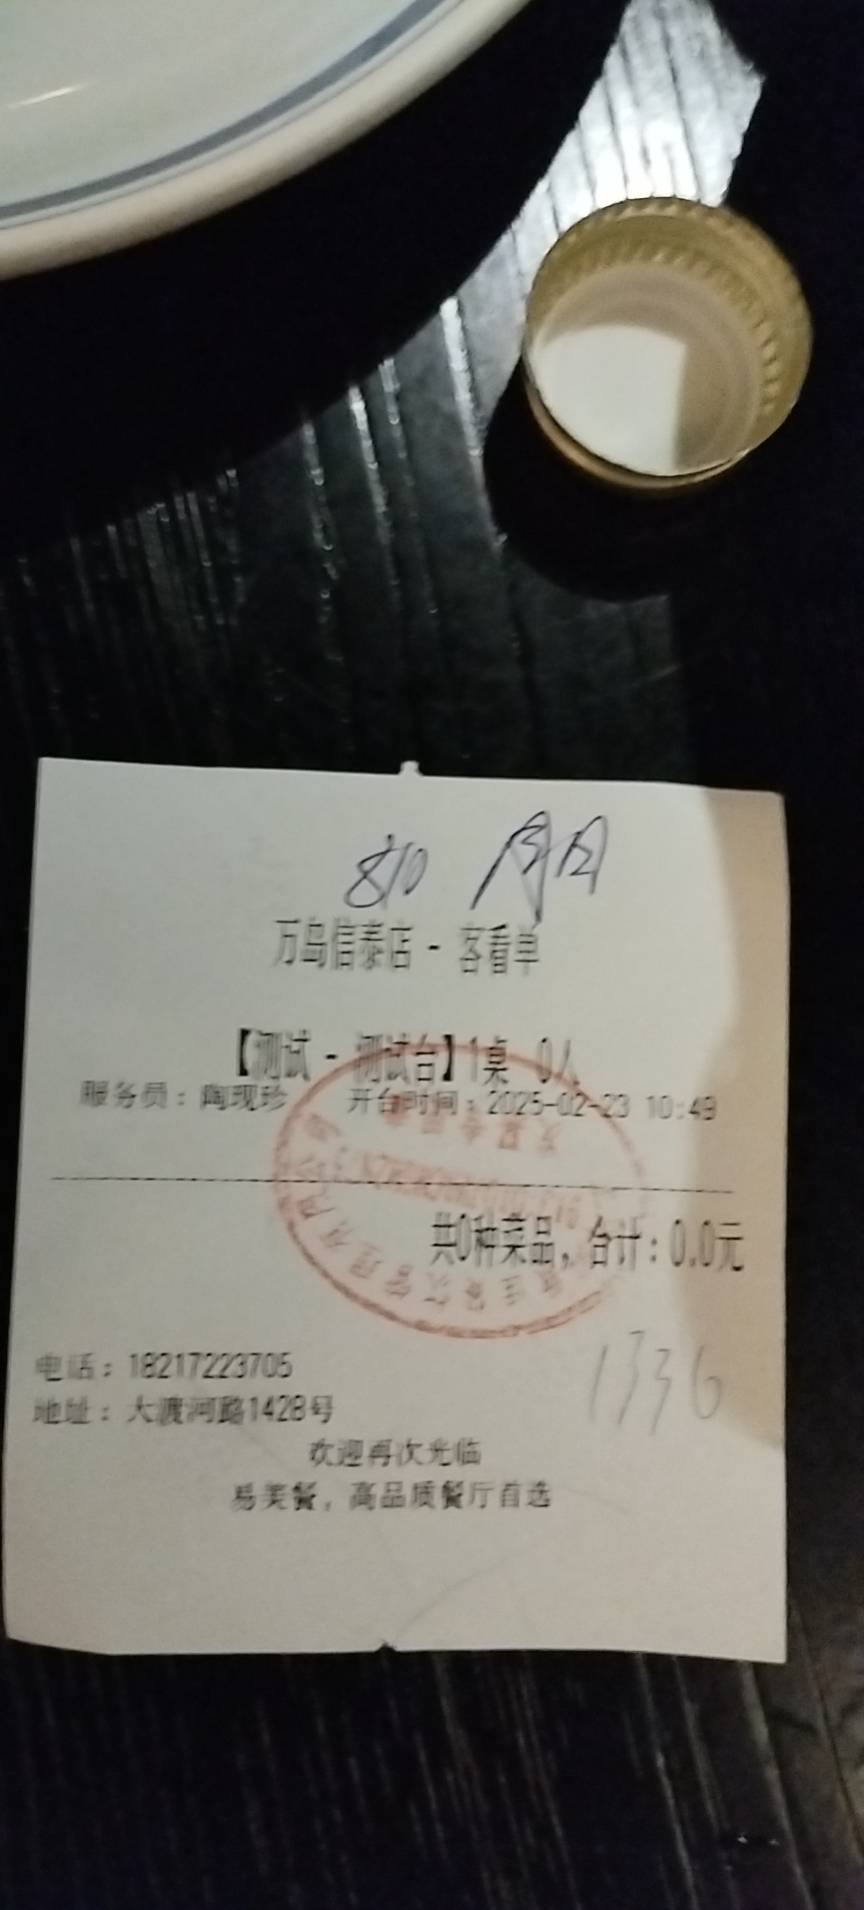 810
万岛信泰店 - 客看单
【测试 - 测试台】1桌 0人
服务员：陶现珍 开台时间：2025-02-23 10:49
共0种菜品，合计：0.0元
1336
电话：18217223705
地址：大渡河路1428号
欢迎再次光临
易美餐，高品质餐厅首选